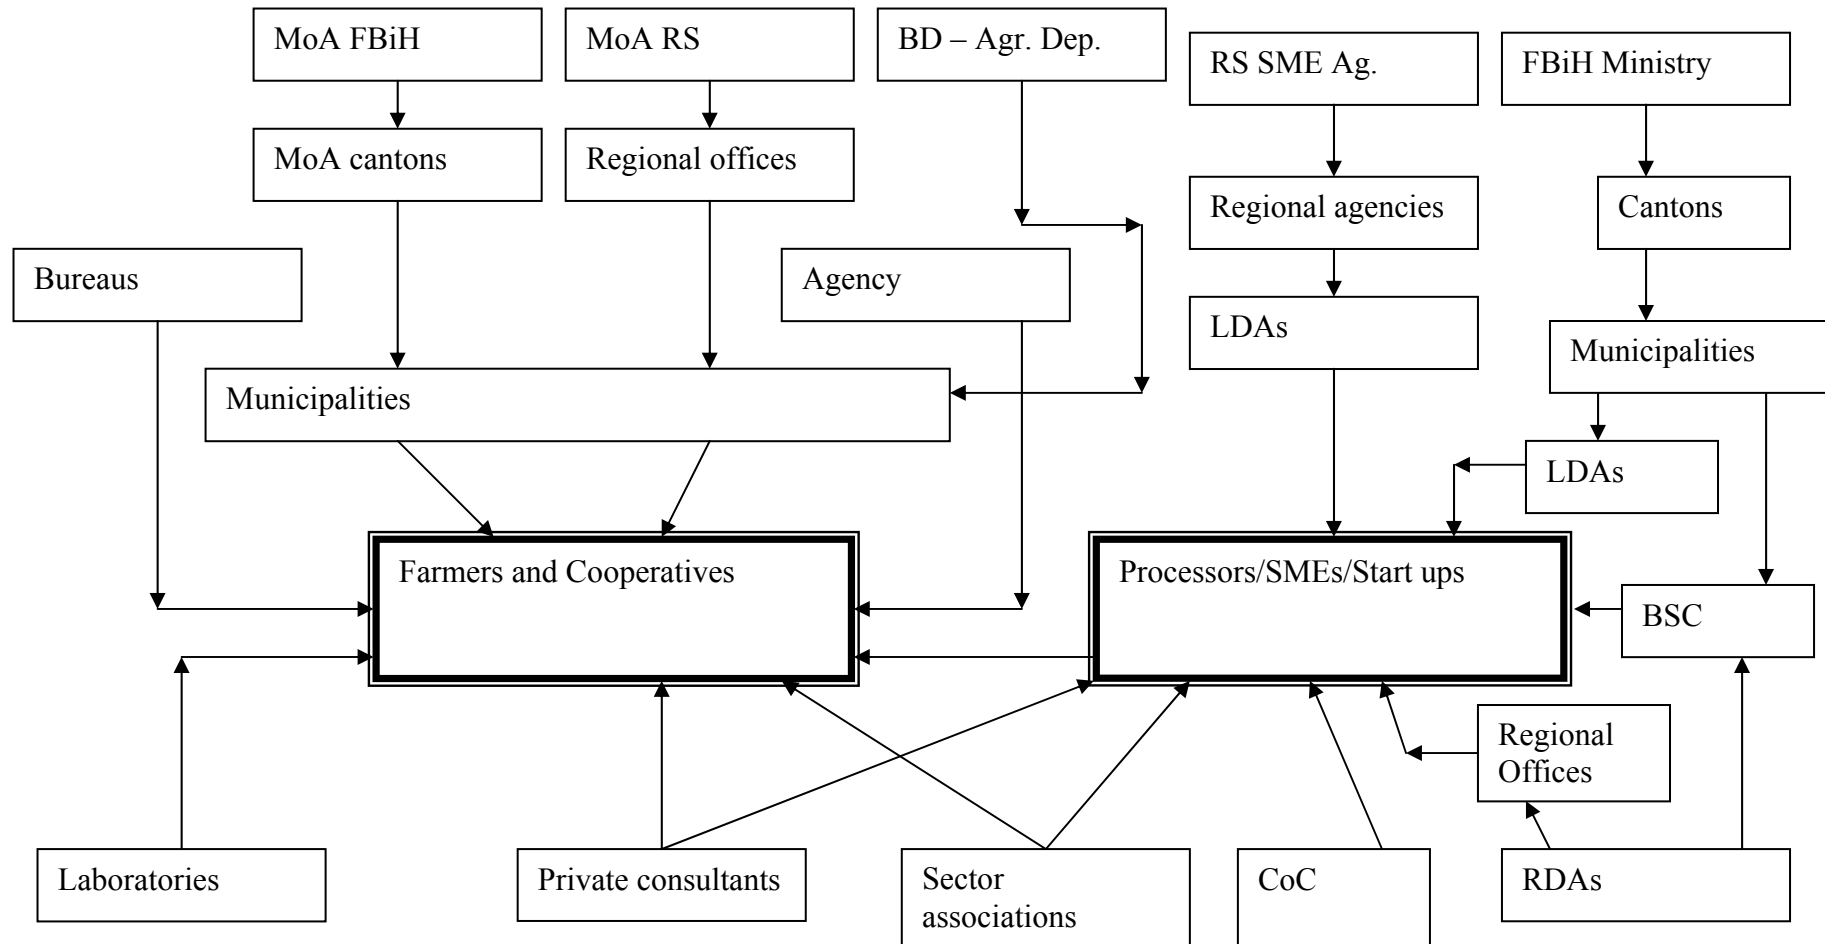 MoA FBiH
MoA RS
BD – Agr. Dep.
RS SME Ag.
FBiH Ministry
MoA cantons
Regional offices
Regional agencies
Cantons
Bureaus
Agency
LDAs
Municipalities
Municipalities
LDAs
Farmers and Cooperatives
Processors/SMEs/Start ups
BSC
Regional
Offices
Laboratories
Private consultants
Sector
associations
CoC
RDAs